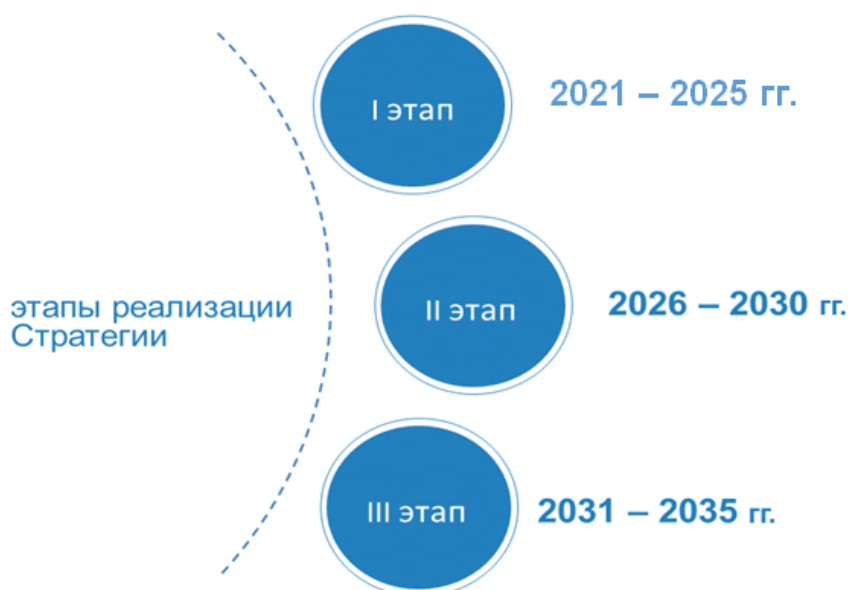 I этап
2021 – 2025 гг.
этапы реализации
Стратегии
II этап
2026 – 2030 гг.
III этап
2031 – 2035 гг.